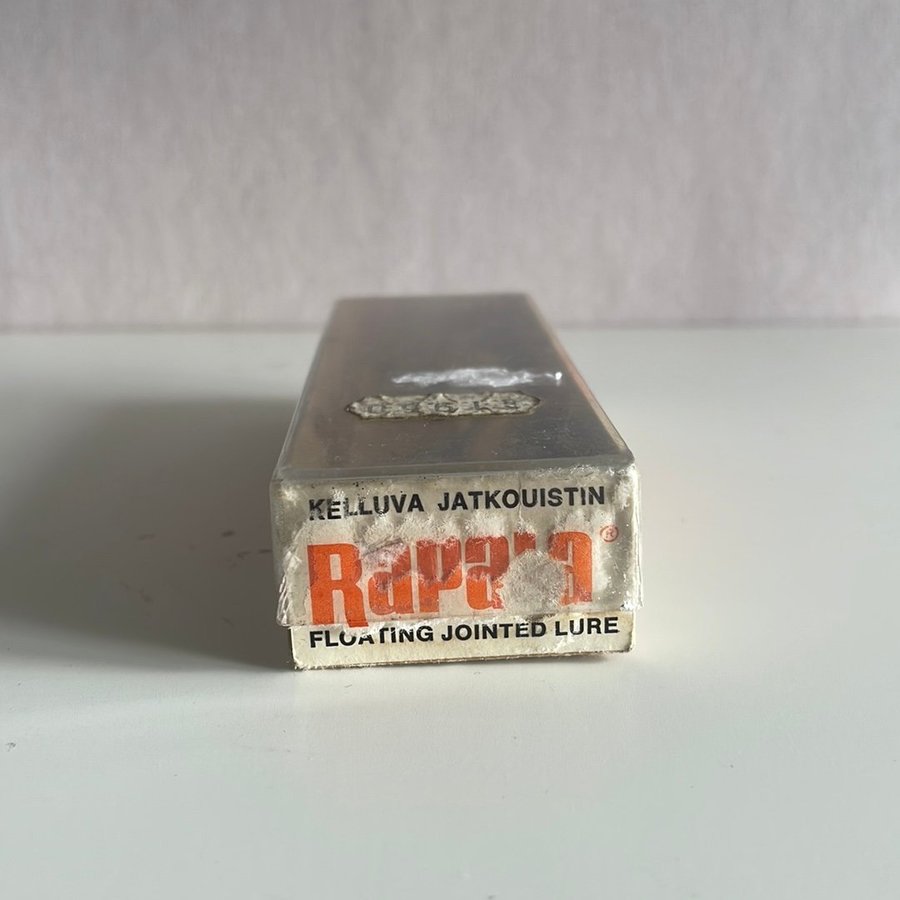 KELLUVA JATKOUISTIN
Rapala®
FLOATING JOINTED LURE